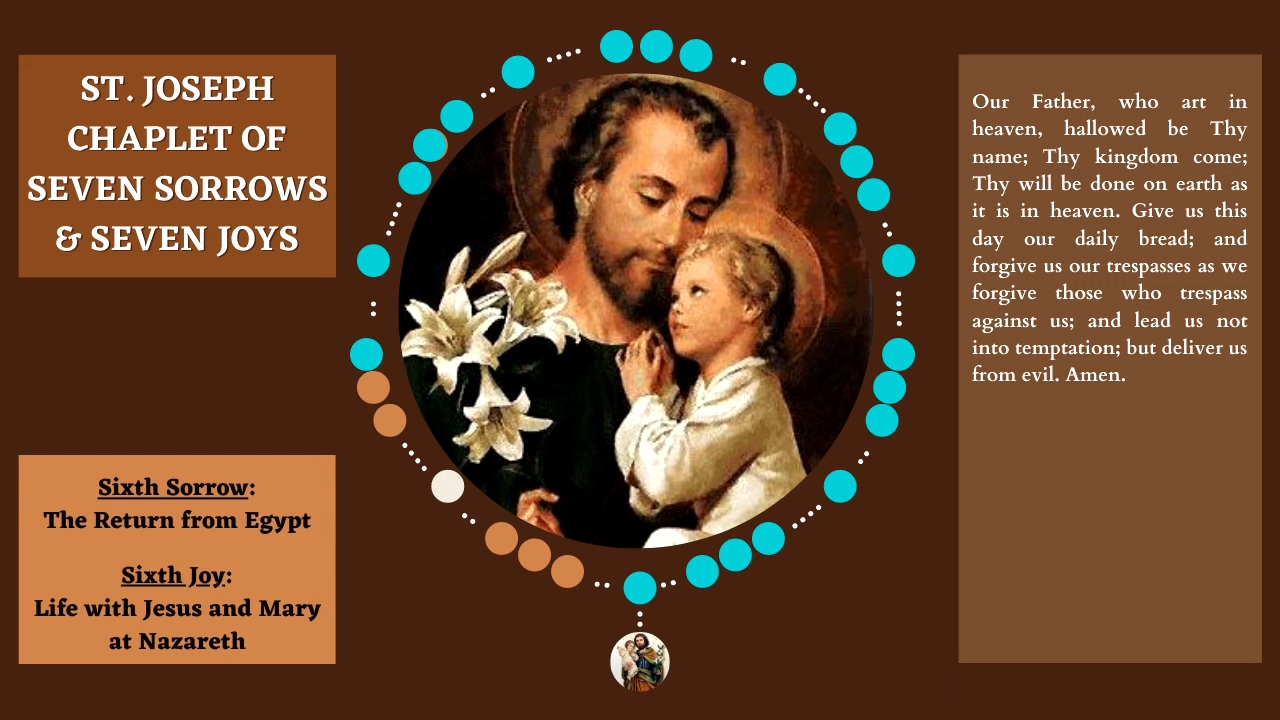 ST. JOSEPH
CHAPLET OF
SEVEN SORROWS
& SEVEN JOYS
Sixth Sorrow:
The Return from Egypt
Sixth Joy:
Life with Jesus and Mary
at Nazareth
Our Father, who art in
heaven, hallowed be Thy
name; Thy kingdom come;
Thy will be done on earth as
it is in heaven. Give us this
day our daily bread; and
forgive us our trespasses as we
forgive those who trespass
against us; and lead us not
into temptation; but deliver us
from evil. Amen.